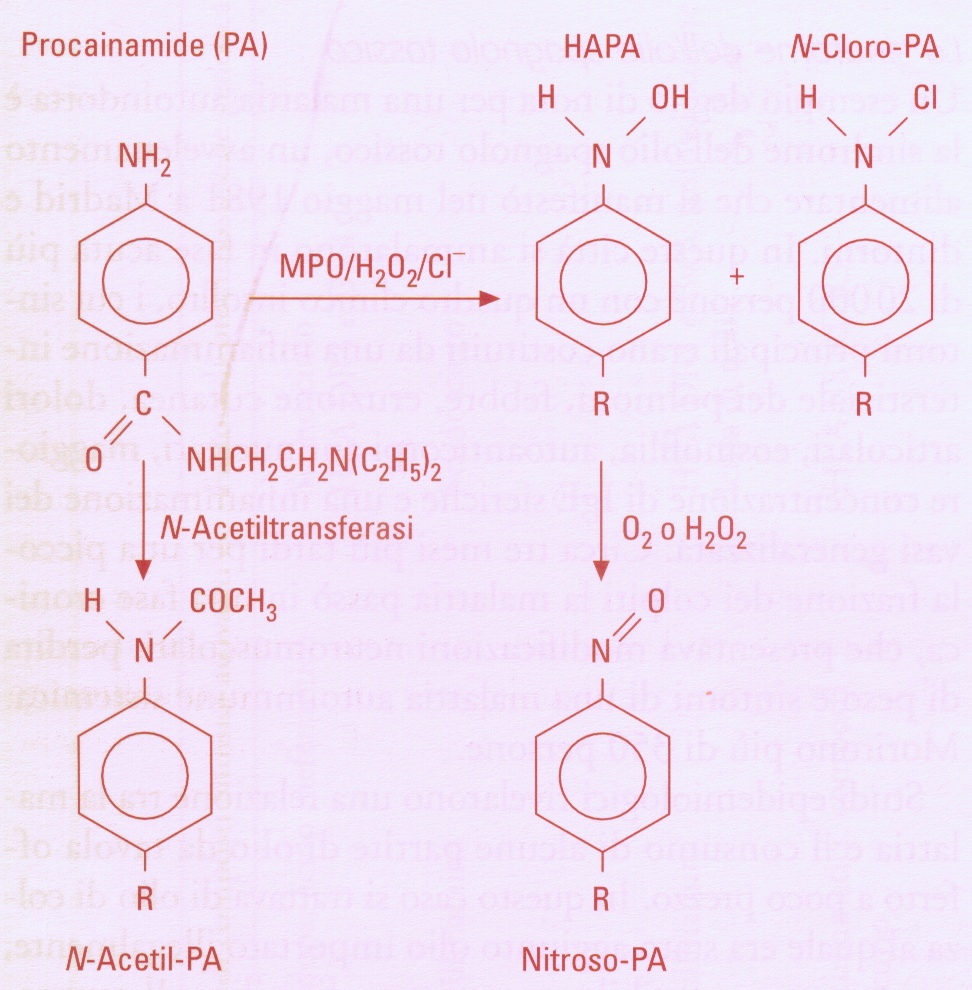 Procainamide (PA)
HAPA
N-Cloro-PA
H OH
H Cl
NH₂
N
N
MPO/H₂O₂/Cl⁻
+
C
R
R
O NHCH₂CH₂N(C₂H₅)₂
N-Acetiltransferasi
O₂ o H₂O₂
H COCH₃
O
N
N
R
R
N-Acetil-PA
Nitroso-PA